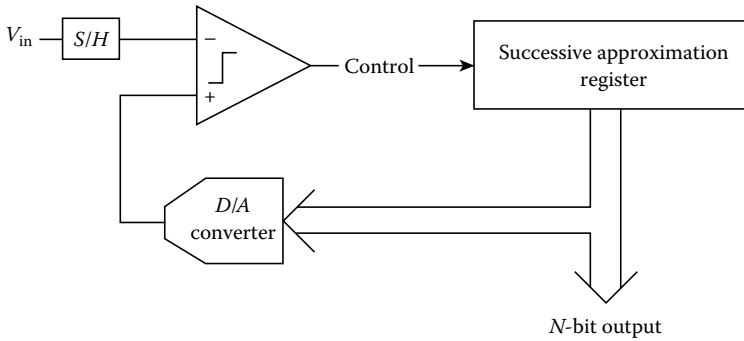 V_in
S/H
−
+
Control
Successive approximation
register
D/A
converter
N-bit output